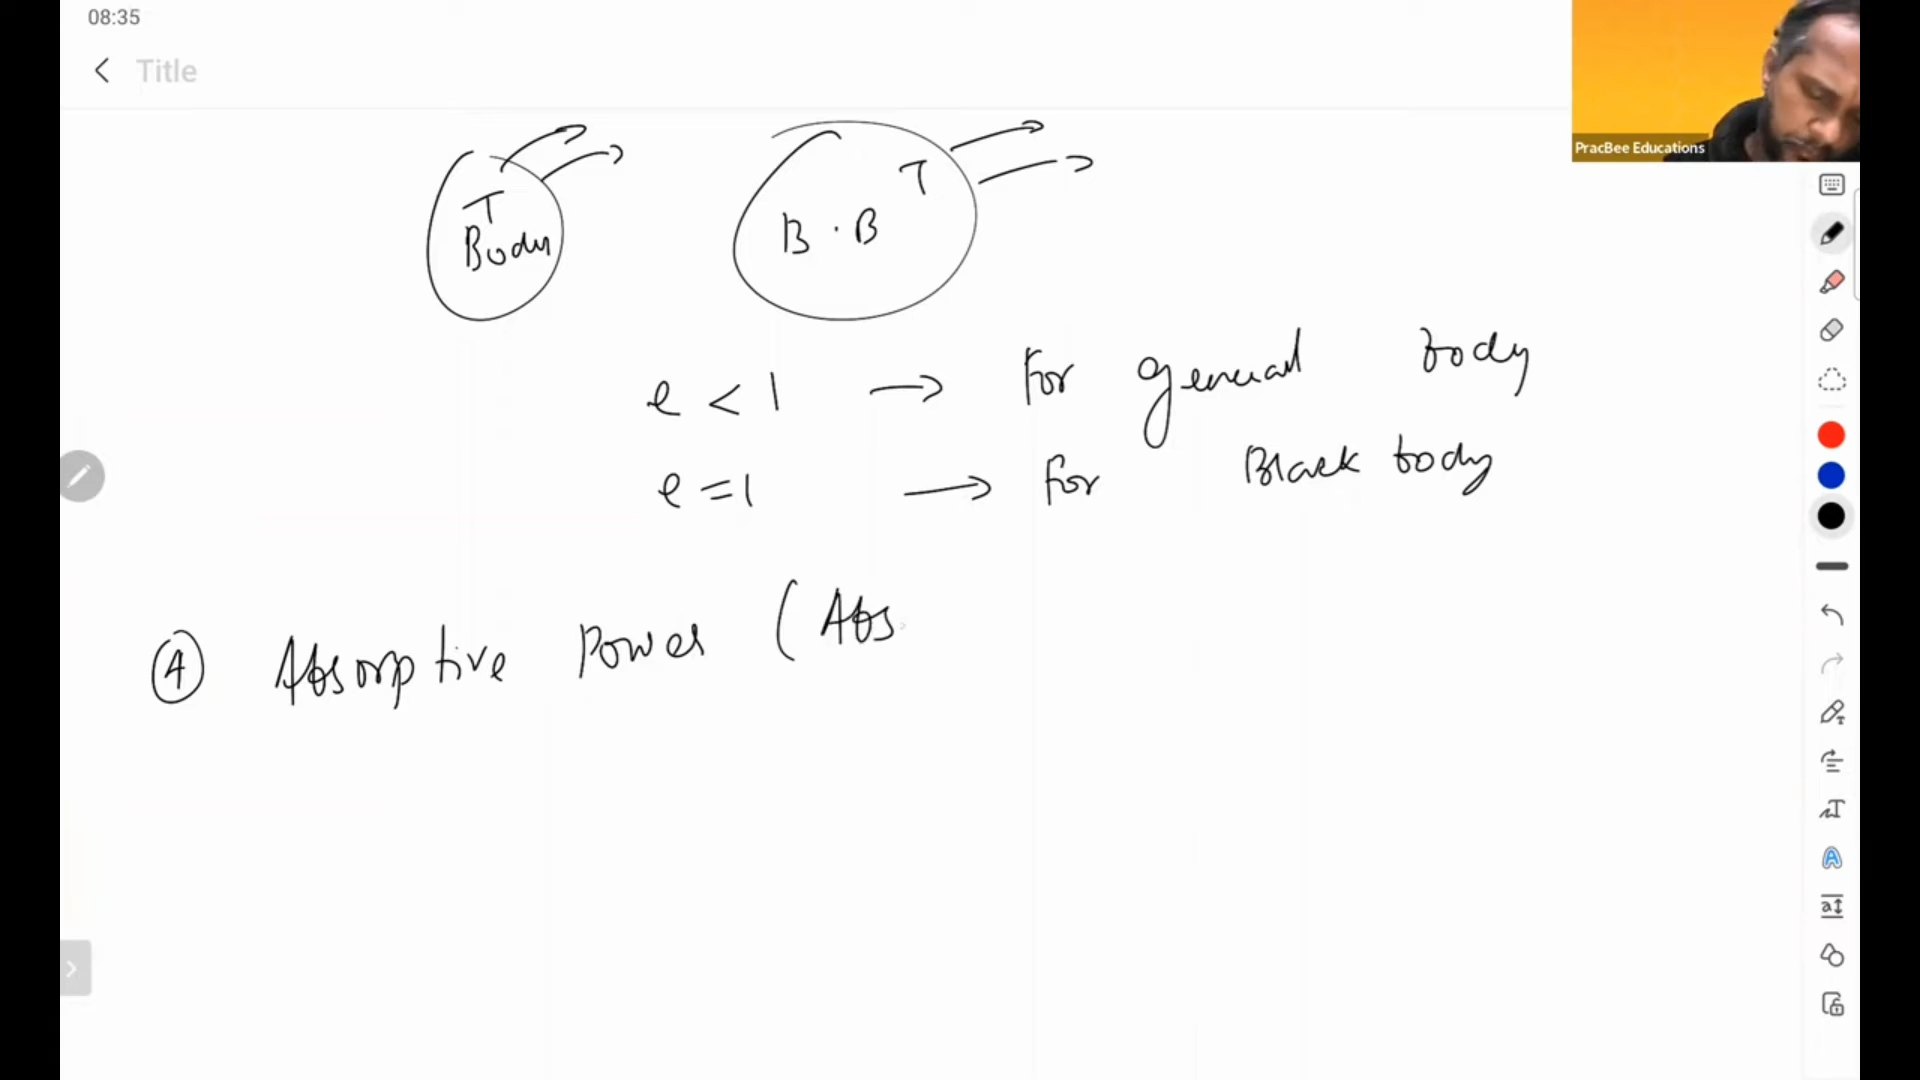 08:35
Title
PracBee Educations
T
Body
T
B.B
e < 1 → For general body
e = 1 → for Black body
④ Absorptive Power (Abs